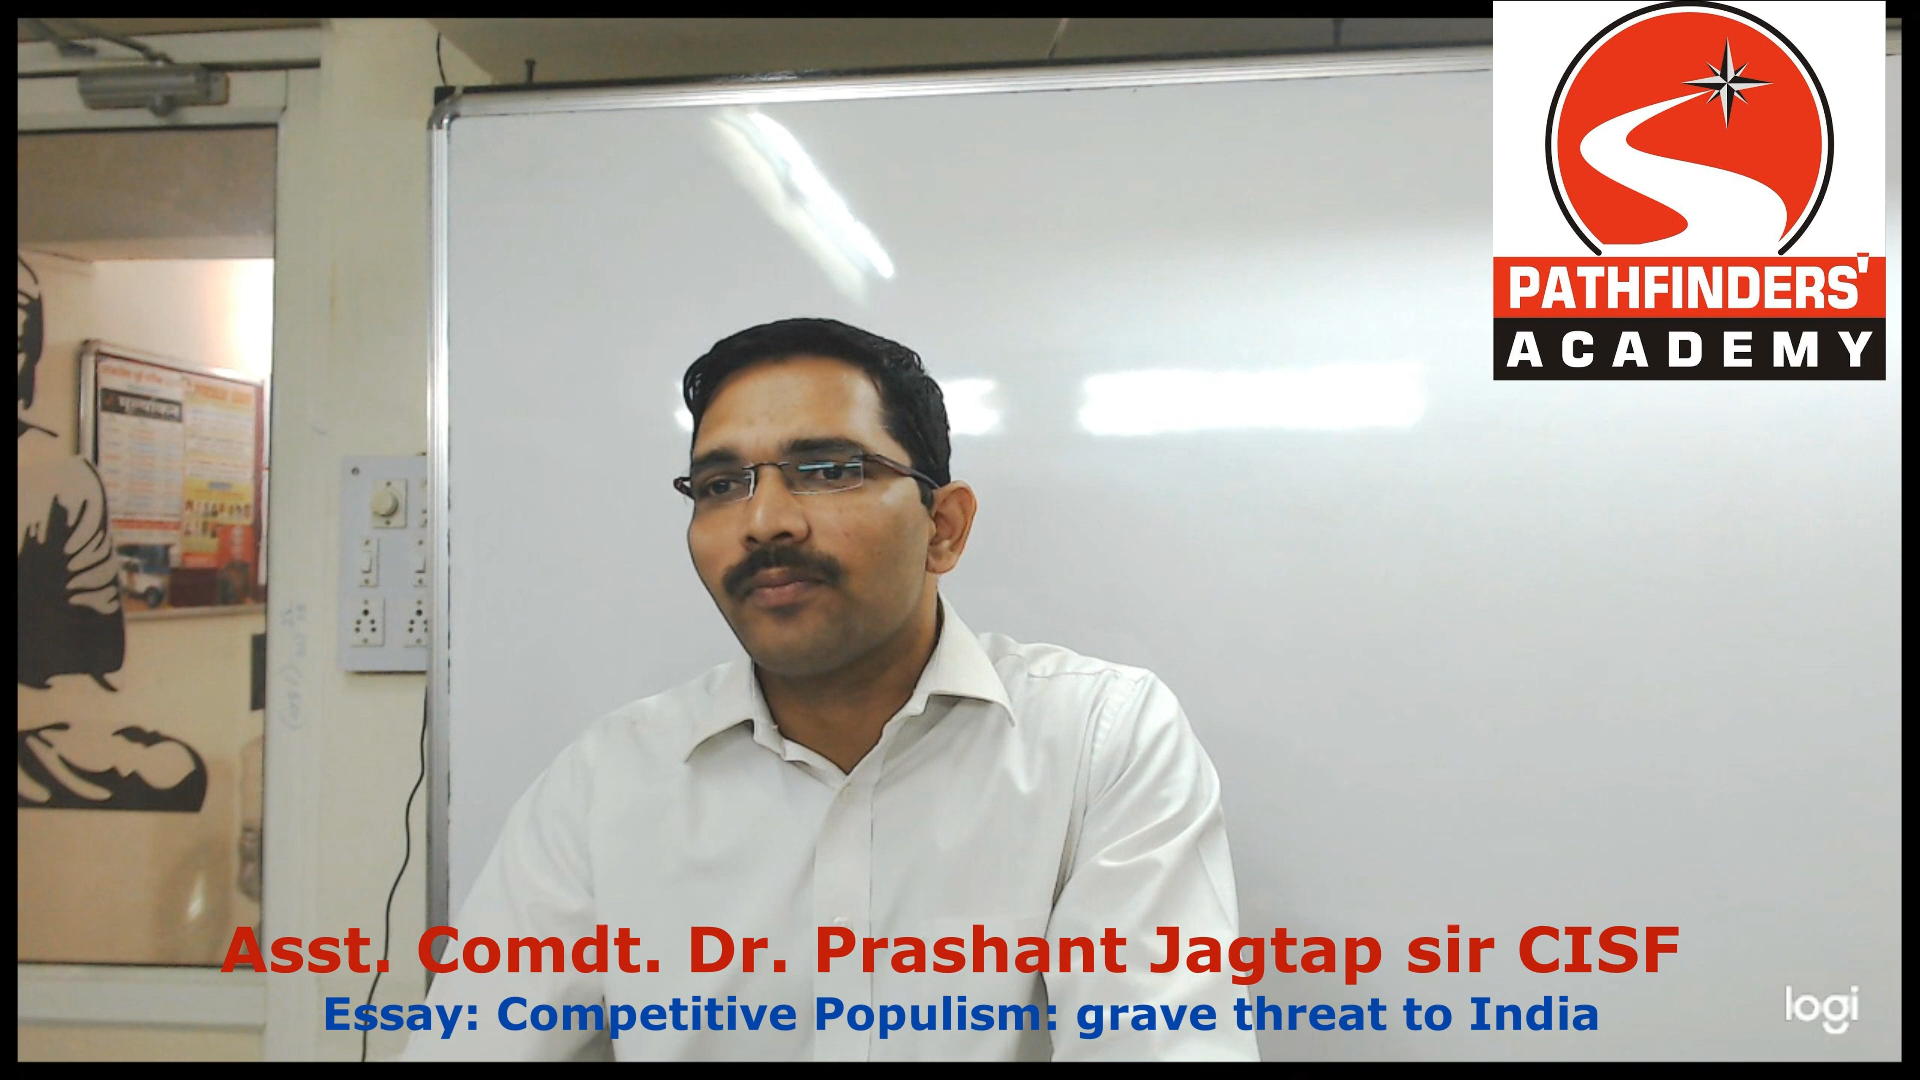 PATHFINDERS'
ACADEMY
Asst. Comdt. Dr. Prashant Jagtap sir CISF
Essay: Competitive Populism: grave threat to India
logi